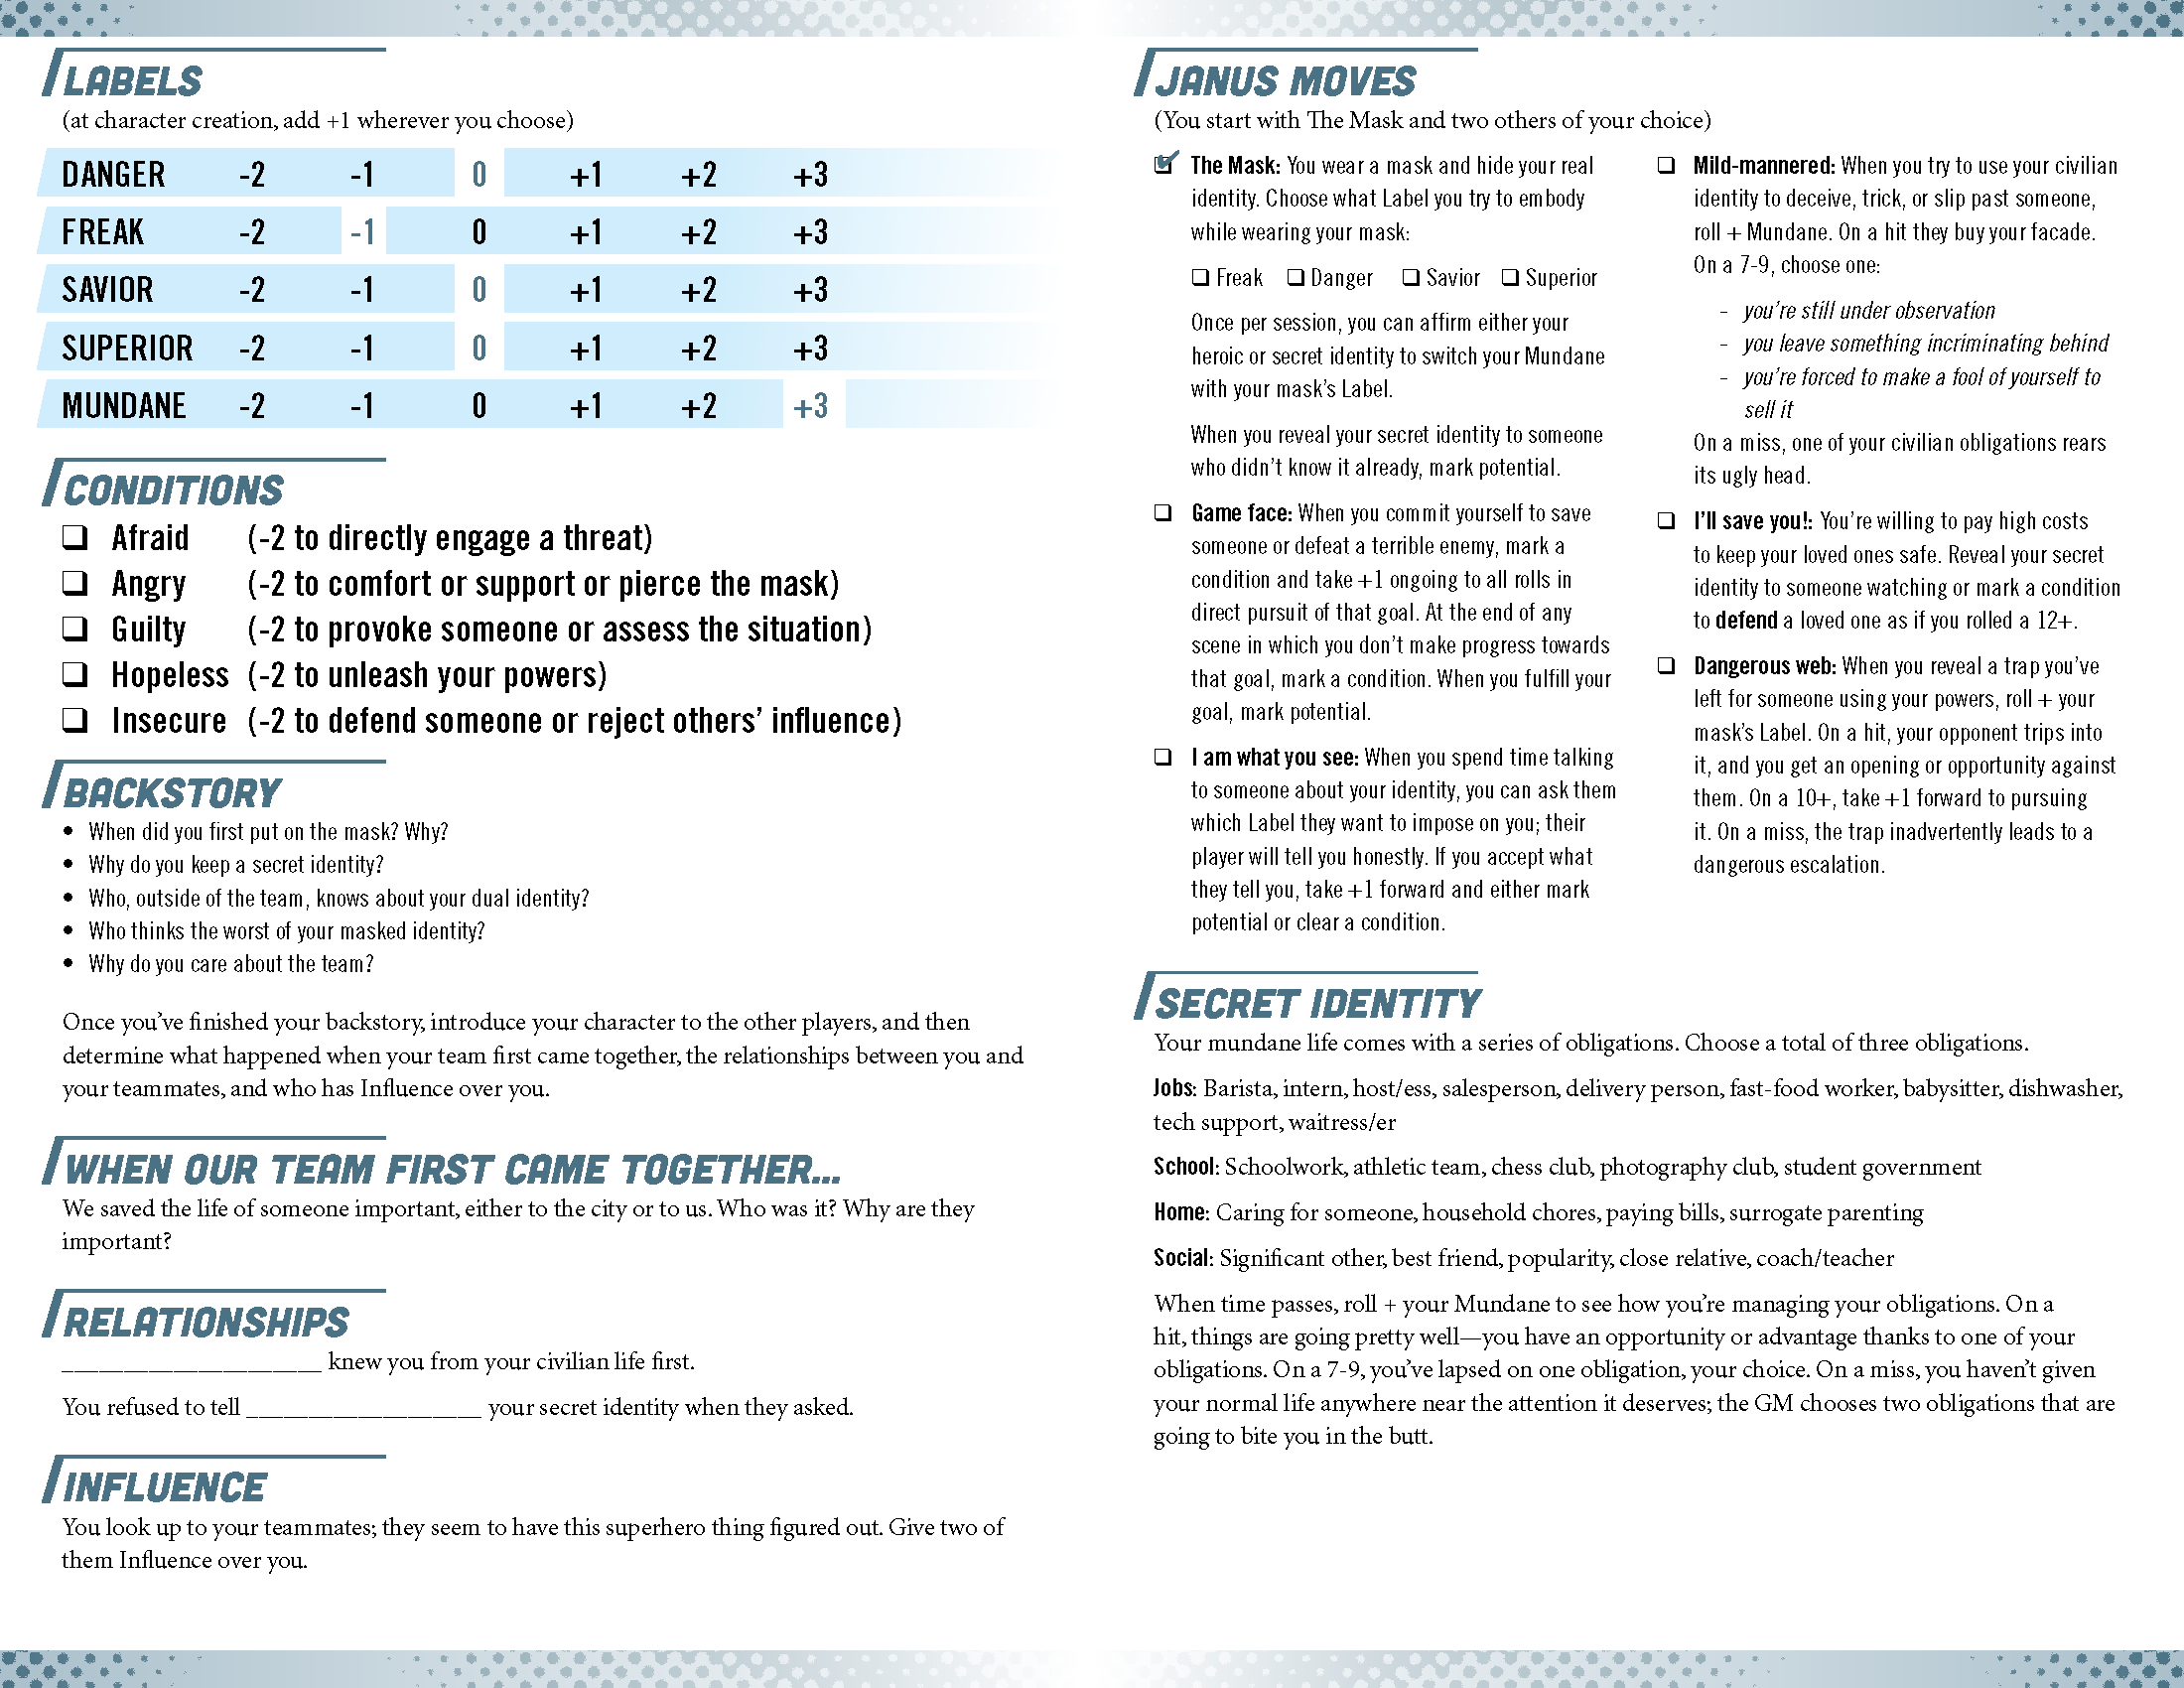 LABELS
(at character creation, add +1 wherever you choose)
DANGER -2 -1 0 +1 +2 +3
FREAK -2 -1 0 +1 +2 +3
SAVIOR -2 -1 0 +1 +2 +3
SUPERIOR -2 -1 0 +1 +2 +3
MUNDANE -2 -1 0 +1 +2 +3
CONDITIONS
❑ Afraid (-2 to directly engage a threat)
❑ Angry (-2 to comfort or support or pierce the mask)
❑ Guilty (-2 to provoke someone or assess the situation)
❑ Hopeless (-2 to unleash your powers)
❑ Insecure (-2 to defend someone or reject others’ influence)
BACKSTORY
• When did you first put on the mask? Why?
• Why do you keep a secret identity?
• Who, outside of the team, knows about your dual identity?
• Who thinks the worst of your masked identity?
• Why do you care about the team?
Once you’ve finished your backstory, introduce your character to the other players, and then
determine what happened when your team first came together, the relationships between you and
your teammates, and who has Influence over you.
WHEN OUR TEAM FIRST CAME TOGETHER...
We saved the life of someone important, either to the city or to us. Who was it? Why are they
important?
RELATIONSHIPS
____________________ knew you from your civilian life first.
You refused to tell __________________ your secret identity when they asked.
INFLUENCE
You look up to your teammates; they seem to have this superhero thing figured out. Give two of
them Influence over you.
JANUS MOVES
(You start with The Mask and two others of your choice)
The Mask: You wear a mask and hide your real
identity. Choose what Label you try to embody
while wearing your mask:
❑ Freak ❑ Danger ❑ Savior ❑ Superior
Once per session, you can affirm either your
heroic or secret identity to switch your Mundane
with your mask’s Label.
When you reveal your secret identity to someone
who didn’t know it already, mark potential.
❑ Game face: When you commit yourself to save
someone or defeat a terrible enemy, mark a
condition and take +1 ongoing to all rolls in
direct pursuit of that goal. At the end of any
scene in which you don’t make progress towards
that goal, mark a condition. When you fulfill your
goal, mark potential.
❑ I am what you see: When you spend time talking
to someone about your identity, you can ask them
which Label they want to impose on you; their
player will tell you honestly. If you accept what
they tell you, take +1 forward and either mark
potential or clear a condition.
❑ Mild-mannered: When you try to use your civilian
identity to deceive, trick, or slip past someone,
roll + Mundane. On a hit they buy your facade.
On a 7-9, choose one:
- you’re still under observation
- you leave something incriminating behind
- you’re forced to make a fool of yourself to
sell it
On a miss, one of your civilian obligations rears
its ugly head.
❑ I’ll save you!: You’re willing to pay high costs
to keep your loved ones safe. Reveal your secret
identity to someone watching or mark a condition
to defend a loved one as if you rolled a 12+.
❑ Dangerous web: When you reveal a trap you’ve
left for someone using your powers, roll + your
mask’s Label. On a hit, your opponent trips into
it, and you get an opening or opportunity against
them. On a 10+, take +1 forward to pursuing
it. On a miss, the trap inadvertently leads to a
dangerous escalation.
SECRET IDENTITY
Your mundane life comes with a series of obligations. Choose a total of three obligations.
Jobs: Barista, intern, host/ess, salesperson, delivery person, fast-food worker, babysitter, dishwasher,
tech support, waitress/er
School: Schoolwork, athletic team, chess club, photography club, student government
Home: Caring for someone, household chores, paying bills, surrogate parenting
Social: Significant other, best friend, popularity, close relative, coach/teacher
When time passes, roll + your Mundane to see how you’re managing your obligations. On a
hit, things are going pretty well—you have an opportunity or advantage thanks to one of your
obligations. On a 7-9, you’ve lapsed on one obligation, your choice. On a miss, you haven’t given
your normal life anywhere near the attention it deserves; the GM chooses two obligations that are
going to bite you in the butt.